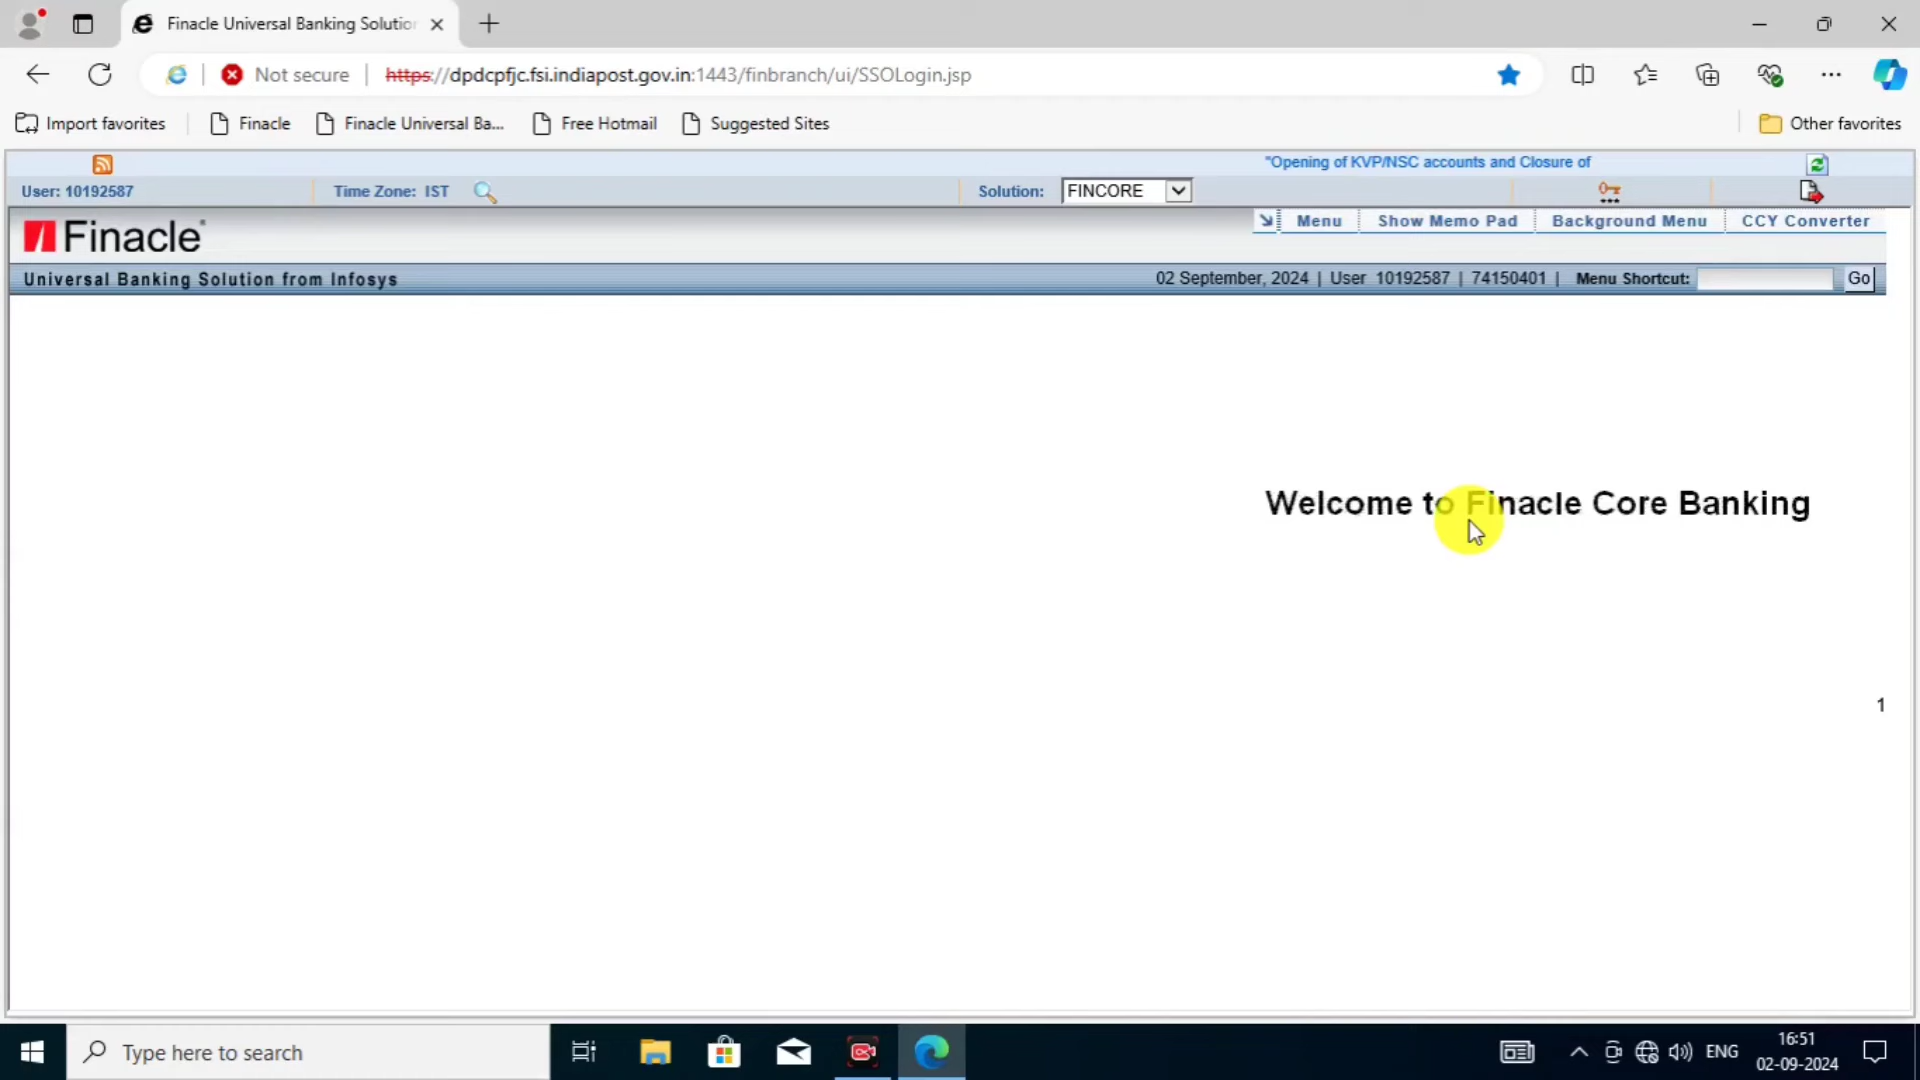 Finacle Universal Banking Solutio
Not secure
https://dpdcpfjc.fsi.indiapost.gov.in:1443/finbranch/ui/SSOLogin.jsp
Import favorites
Finacle
Finacle Universal Ba...
Free Hotmail
Suggested Sites
Other favorites
"Opening of KVP/NSC accounts and Closure of
User: 10192587
Time Zone: IST
Solution:
FINCORE
Menu
Show Memo Pad
Background Menu
CCY Converter
Finacle
Universal Banking Solution from Infosys
02 September, 2024 | User 10192587 | 74150401 |
Menu Shortcut:
Go
Welcome to Finacle Core Banking
1
Type here to search
ENG
16:51
02-09-2024